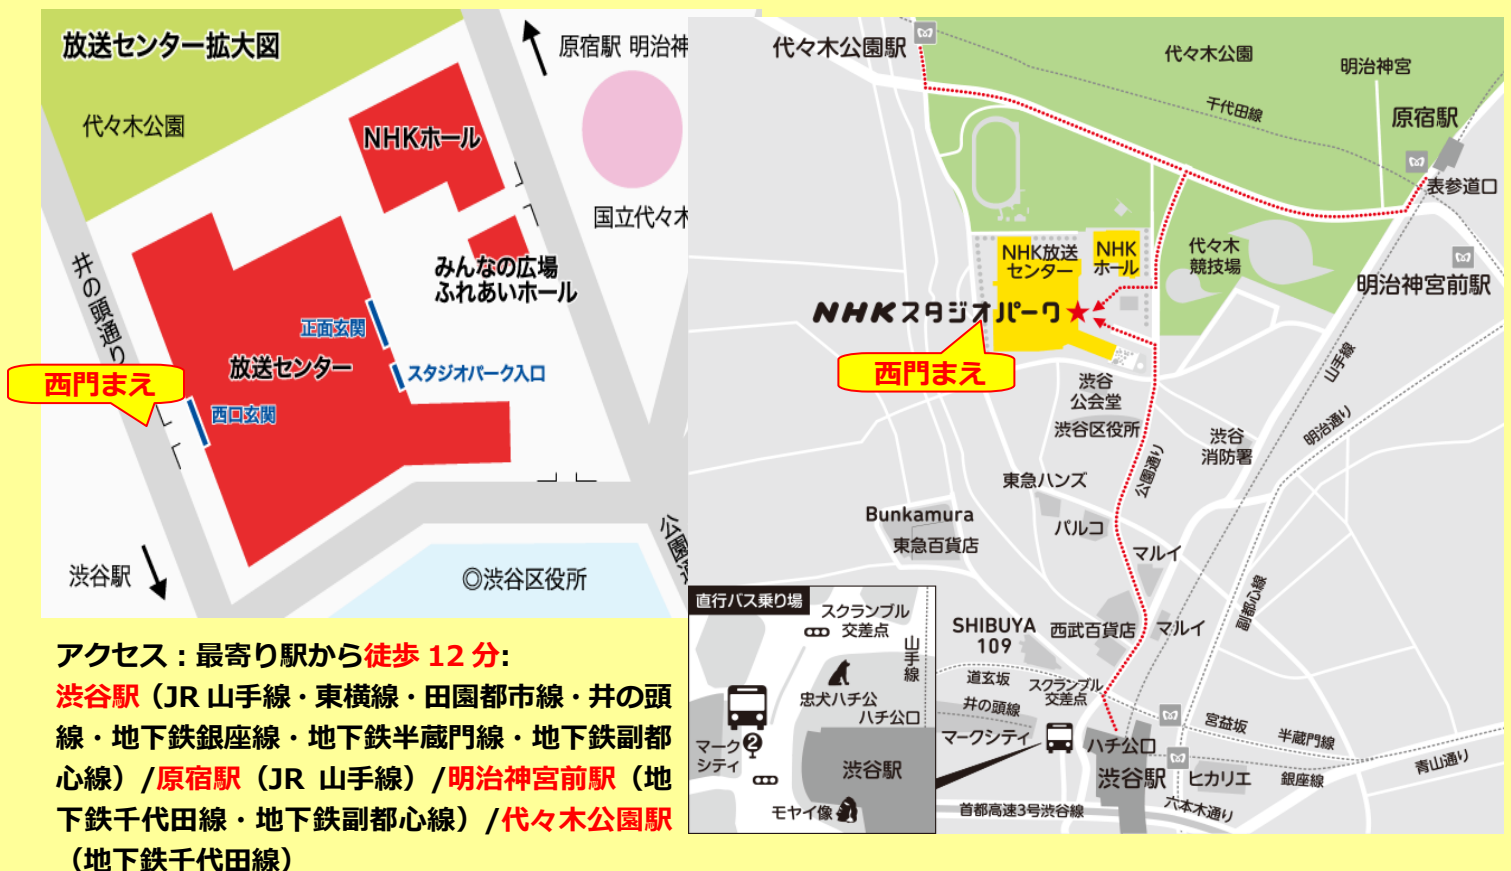 放送センター拡大図
原宿駅 明治神
代々木公園
NHKホール
国立代々木
井の頭通り
みんなの広場
ふれあいホール
正面玄関
放送センター
スタジオパーク入口
西門まえ
西口玄関
渋谷駅
◎渋谷区役所
公園通
アクセス：最寄り駅から徒歩 12 分:
渋谷駅（JR 山手線・東横線・田園都市線・井の頭
線・地下鉄銀座線・地下鉄半蔵門線・地下鉄副都
心線）/原宿駅（JR 山手線）/明治神宮前駅（地
下鉄千代田線・地下鉄副都心線）/代々木公園駅
（地下鉄千代田線）
代々木公園駅
代々木公園
明治神宮
千代田線
原宿駅
表参道口
NHK放送
センター
NHK
ホール
代々木
競技場
明治神宮前駅
NHKスタジオパーク
西門まえ
山手線
渋谷
公会堂
渋谷区役所
渋谷
消防署
明治通り
公園通り
東急ハンズ
Bunkamura
東急百貨店
パルコ
マルイ
副都心線
SHIBUYA
109
西武百貨店
マルイ
道玄坂
スクランブル
交差点
井の頭線
マークシティ
ハチ公口
渋谷駅
宮益坂
半蔵門線
ヒカリエ
銀座線
青山通り
首都高速3号渋谷線
六本木通り
直行バス乗り場
スクランブル
交差点
山手線
忠犬ハチ公
ハチ公口
マーク
シティ
2
渋谷駅
モヤイ像